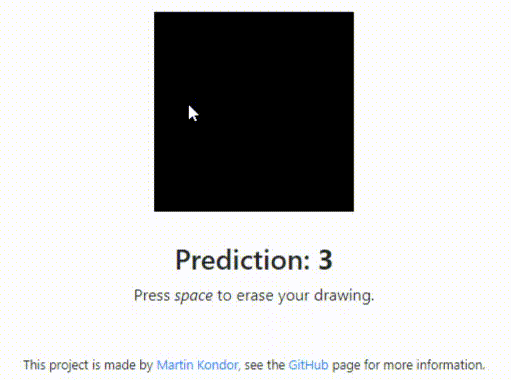 Prediction: 3
Press space to erase your drawing.
This project is made by Martin Kondor, see the GitHub page for more information.